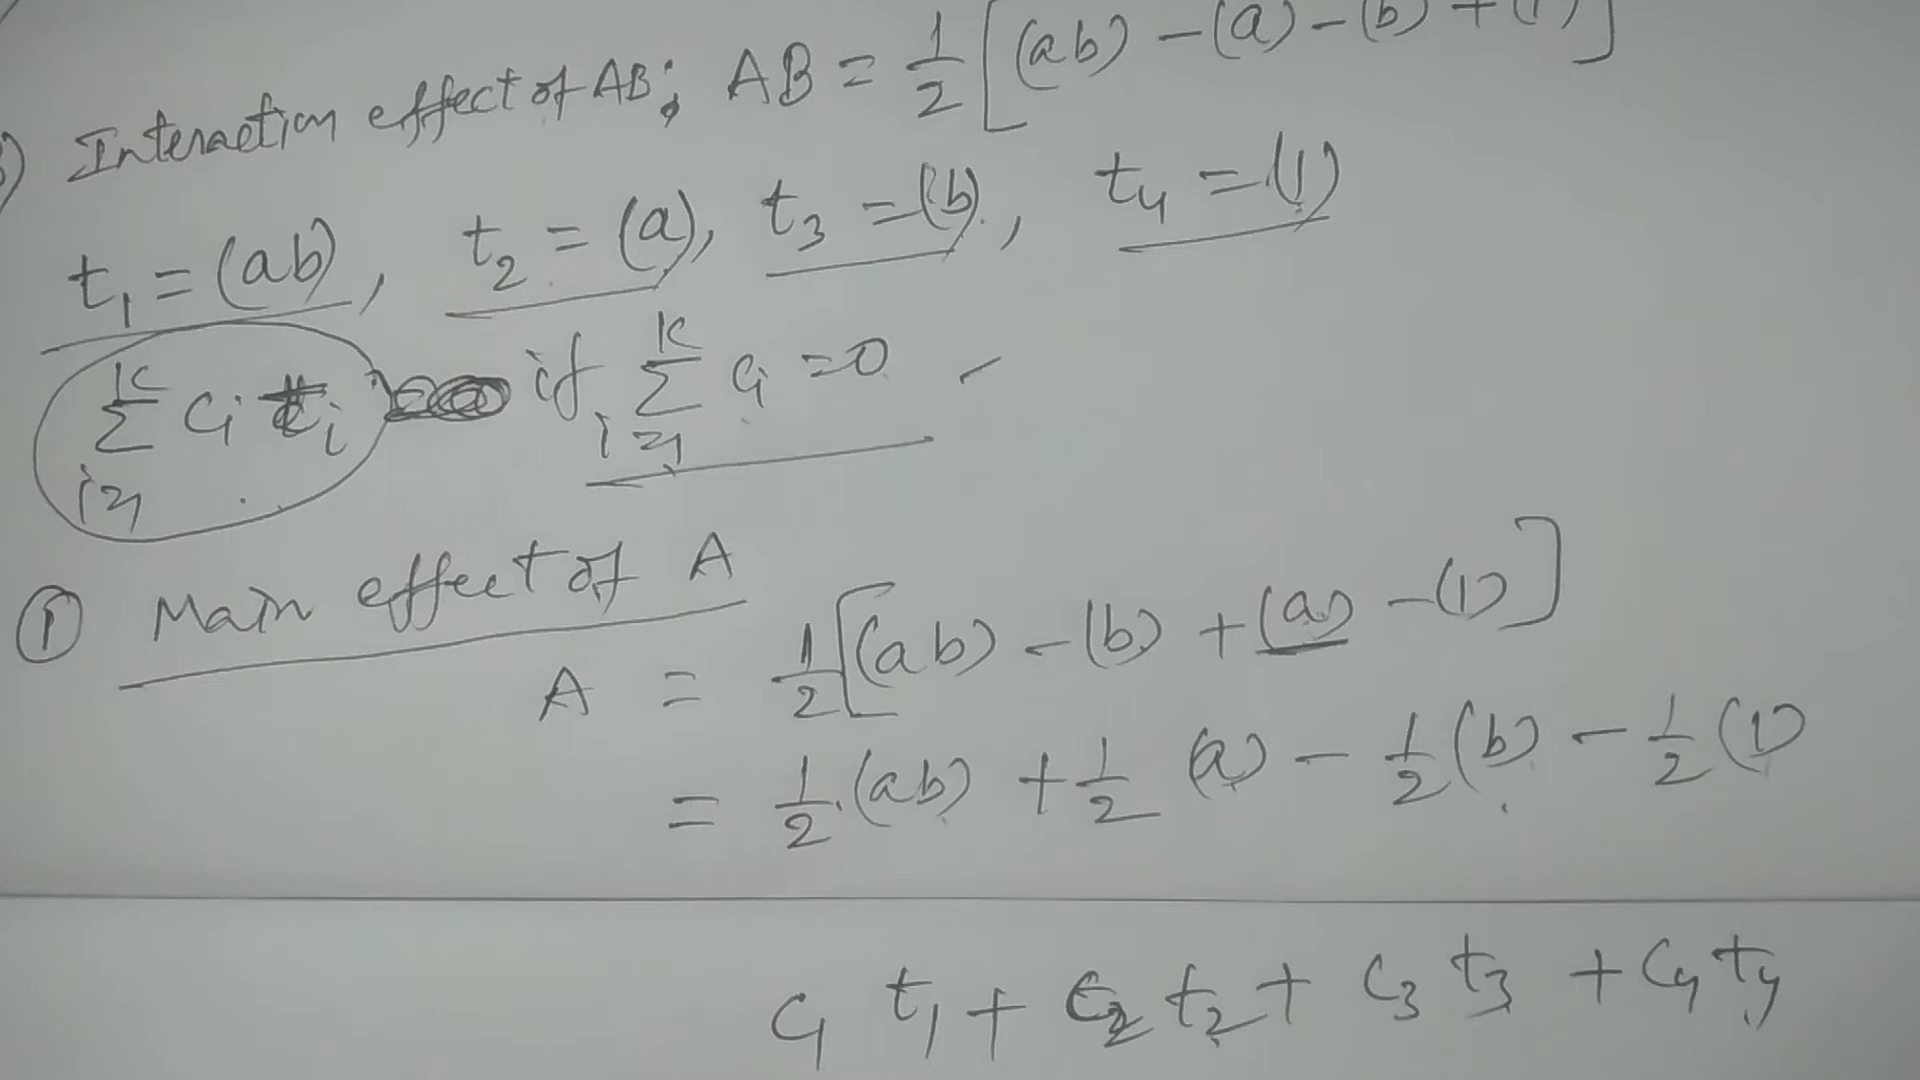 3) Interaction effect of AB; AB = 1/2 [(ab) - (a) - (b) + (1)]
t₁ = (ab), t₂ = (a), t₃ = (b), t₄ = (1)
∑_{i=1}^{k} cᵢ tᵢ if ∑_{i=1}^{k} cᵢ = 0
① Main effect of A
A = 1/2 [(ab) - (b) + (a) - (1)]
= 1/2 (ab) + 1/2 (a) - 1/2 (b) - 1/2 (1)
c₁ t₁ + c₂ t₂ + c₃ t₃ + c₄ t₄